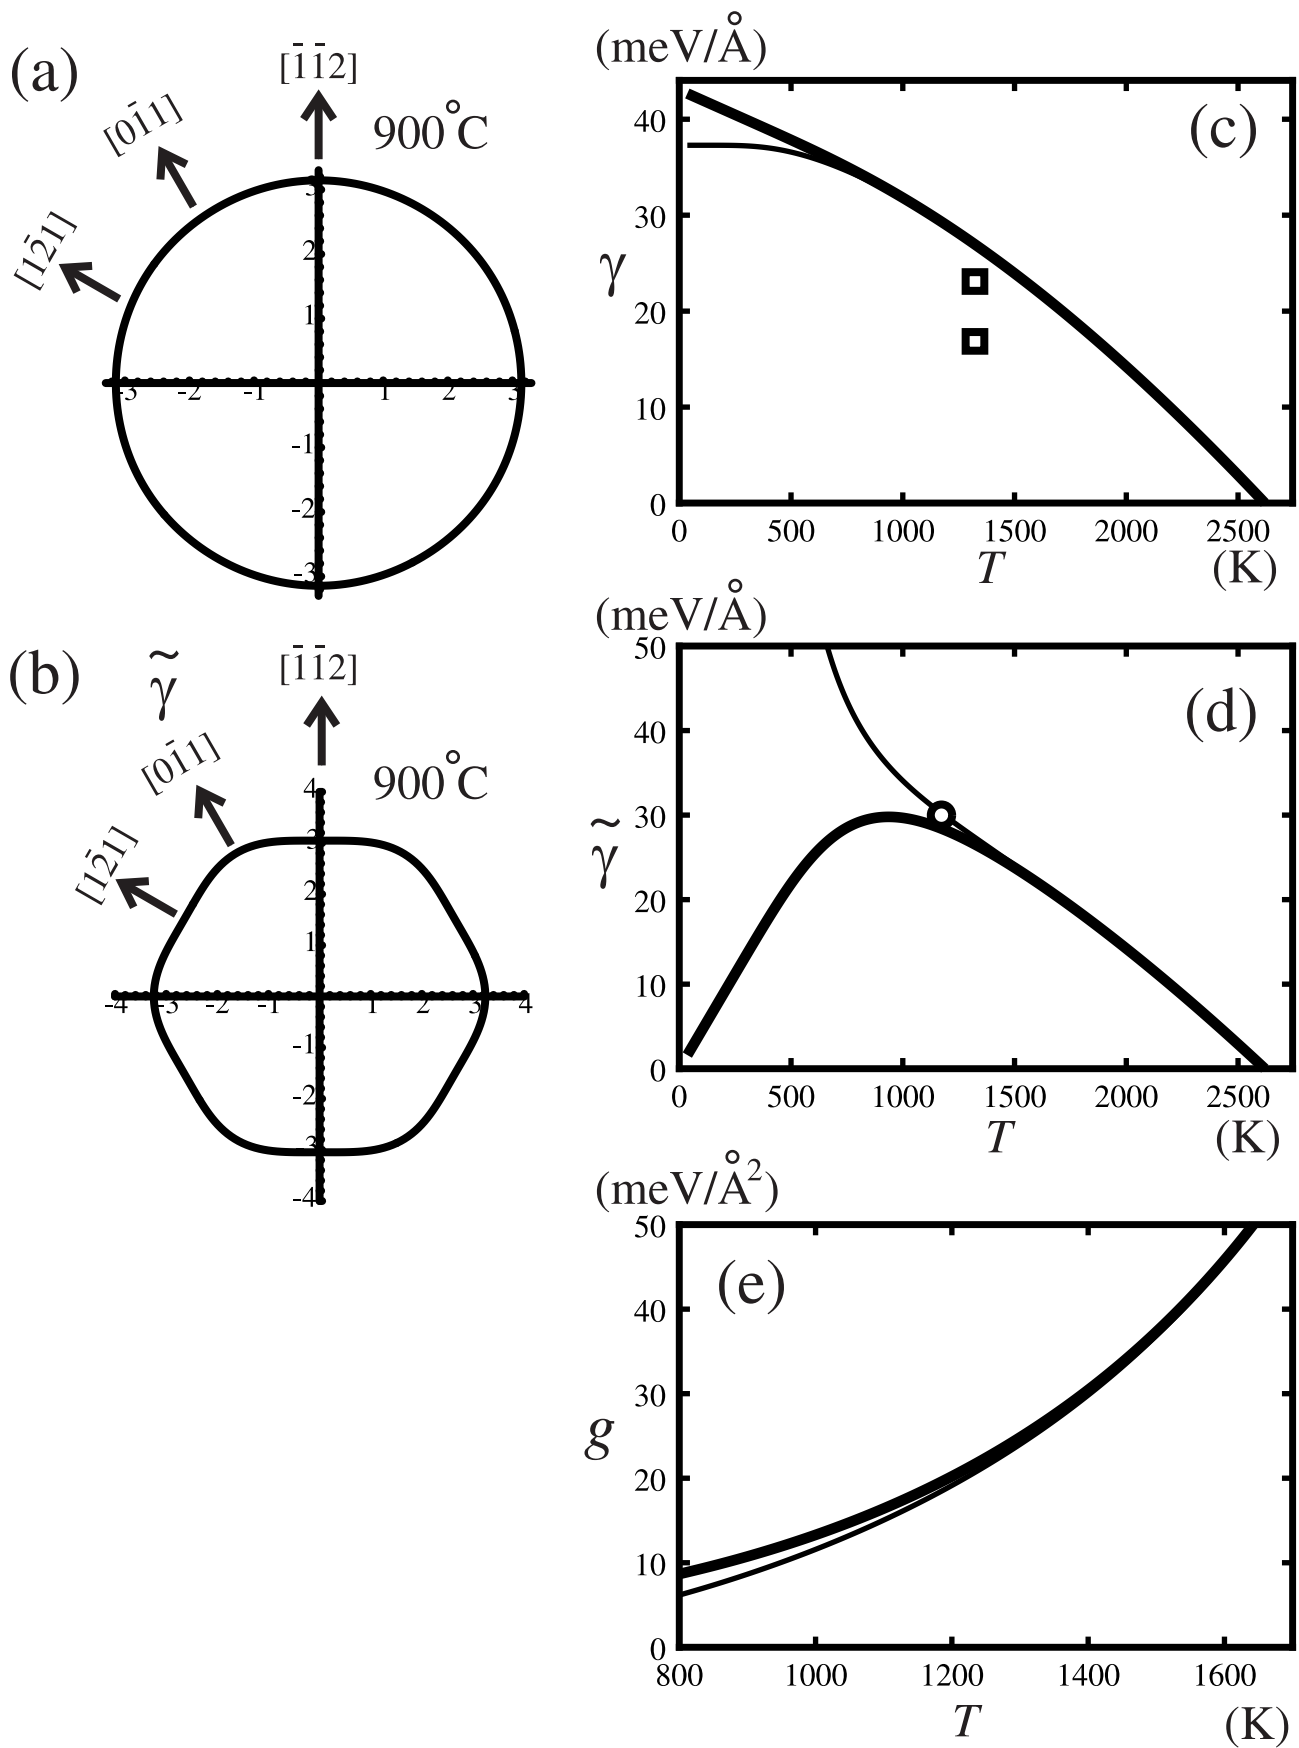 (a)
[1̄1̄2]
900°C
[01̄1]
[12̄1]
3
2
1
-3 -2 -1 1 2 3
-1
-2
-3
(b)
γ̃
[1̄1̄2]
900°C
[01̄1]
[12̄1]
4
3
2
1
-4 -3 -2 -1 1 2 3 4
-1
-2
-3
-4
(meV/Å)
(c)
40
30
γ
20
10
0
0 500 1000 1500 2000 2500
T (K)
(meV/Å)
50
(d)
40
30
γ̃
20
10
0
0 500 1000 1500 2000 2500
T (K)
(meV/Å²)
50
(e)
40
30
g
20
10
0
800 1000 1200 1400 1600
T (K)